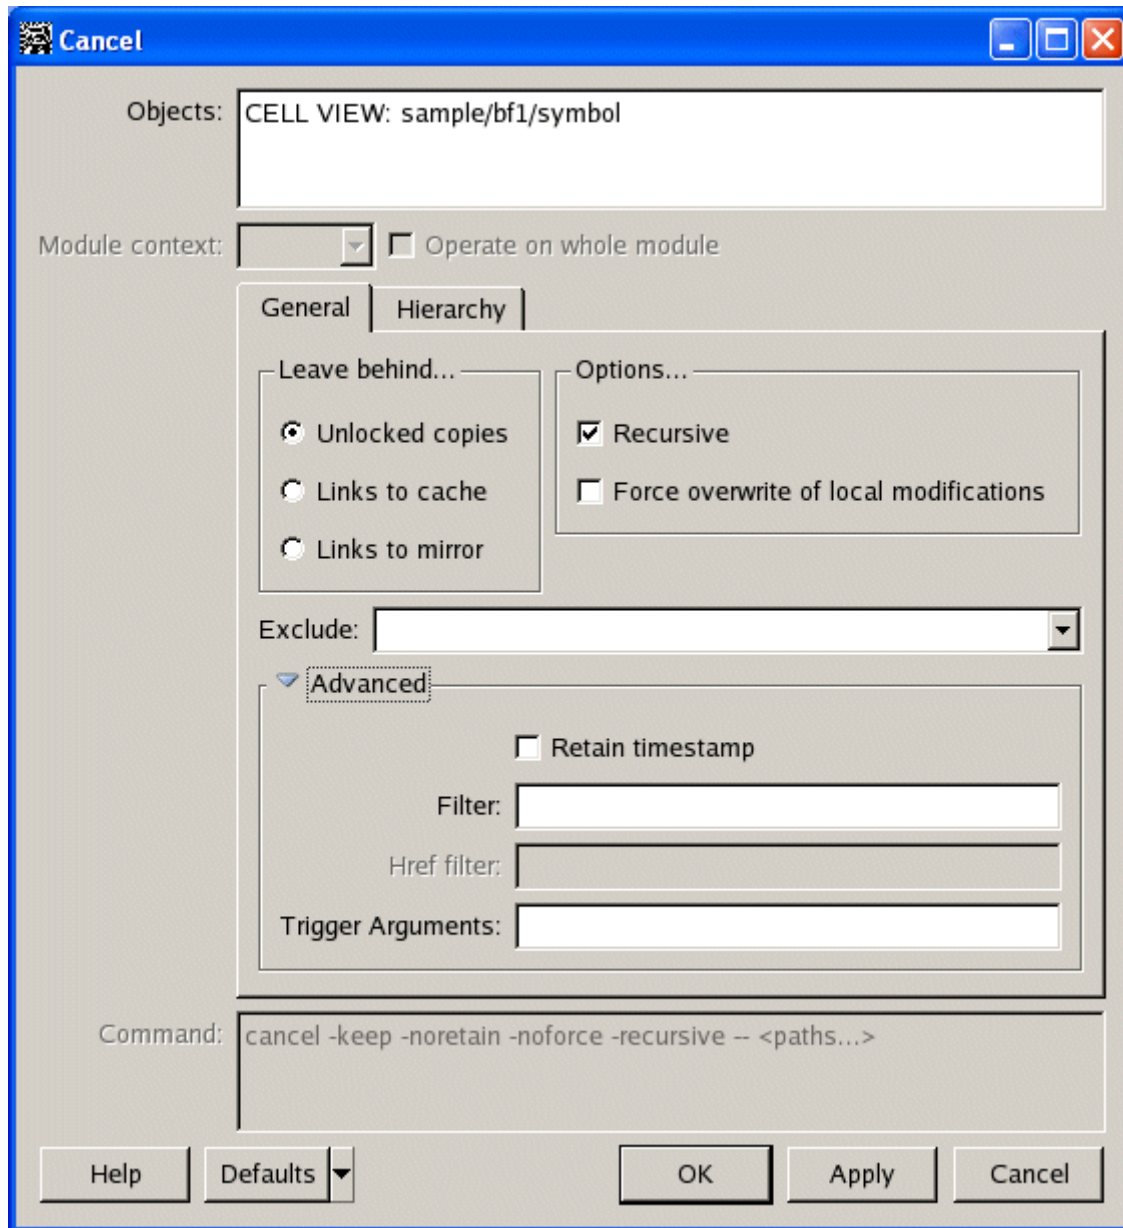 Cancel
Objects: CELL VIEW: sample/bf1/symbol
Module context: Operate on whole module
General Hierarchy
Leave behind... Options...
Unlocked copies Recursive
Links to cache Force overwrite of local modifications
Links to mirror
Exclude:
Advanced
Retain timestamp
Filter:
Href filter:
Trigger Arguments:
Command: cancel -keep -noretain -noforce -recursive -- <paths...>
Help Defaults OK Apply Cancel